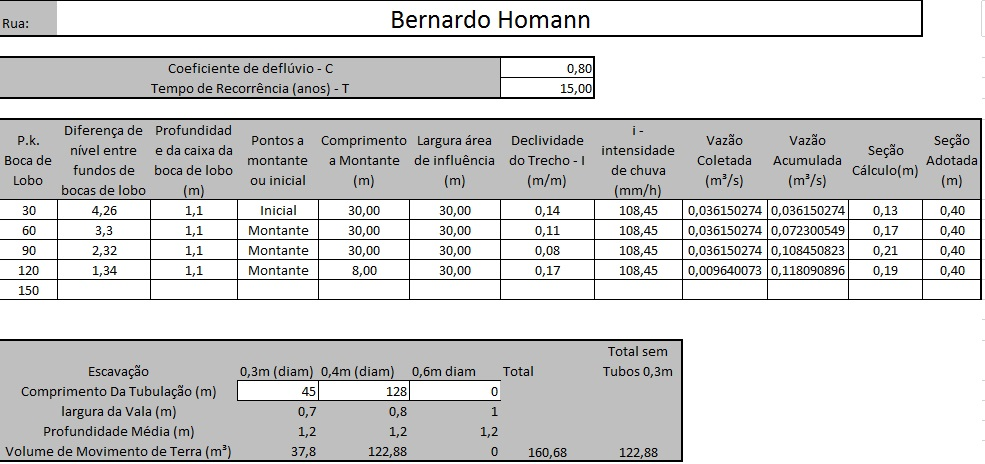 Rua: Bernardo Homann
Coeficiente de deflúvio - C 0,80
Tempo de Recorrência (anos) - T 15,00
P.k. Boca de Lobo
Diferença de nível entre fundos de bocas de lobo
Profundidade da caixa da boca de lobo (m)
Pontos a montante ou inicial
Comprimento a Montante (m)
Largura área de influência (m)
Declividade do Trecho - I (m/m)
i - intensidade de chuva (mm/h)
Vazão Coletada (m³/s)
Vazão Acumulada (m³/s)
Seção Cálculo(m)
Seção Adotada (m)
30 4,26 1,1 Inicial 30,00 30,00 0,14 108,45 0,036150274 0,036150274 0,13 0,40
60 3,3 1,1 Montante 30,00 30,00 0,11 108,45 0,036150274 0,072300549 0,17 0,40
90 2,32 1,1 Montante 30,00 30,00 0,08 108,45 0,036150274 0,108450823 0,21 0,40
120 1,34 1,1 Montante 8,00 30,00 0,17 108,45 0,009640073 0,118090896 0,19 0,40
150
Total sem
Escavação 0,3m (diam) 0,4m (diam) 0,6m diam Total Tubos 0,3m
Comprimento Da Tubulação (m) 45 128 0
largura da Vala (m) 0,7 0,8 1
Profundidade Média (m) 1,2 1,2 1,2
Volume de Movimento de Terra (m³) 37,8 122,88 0 160,68 122,88